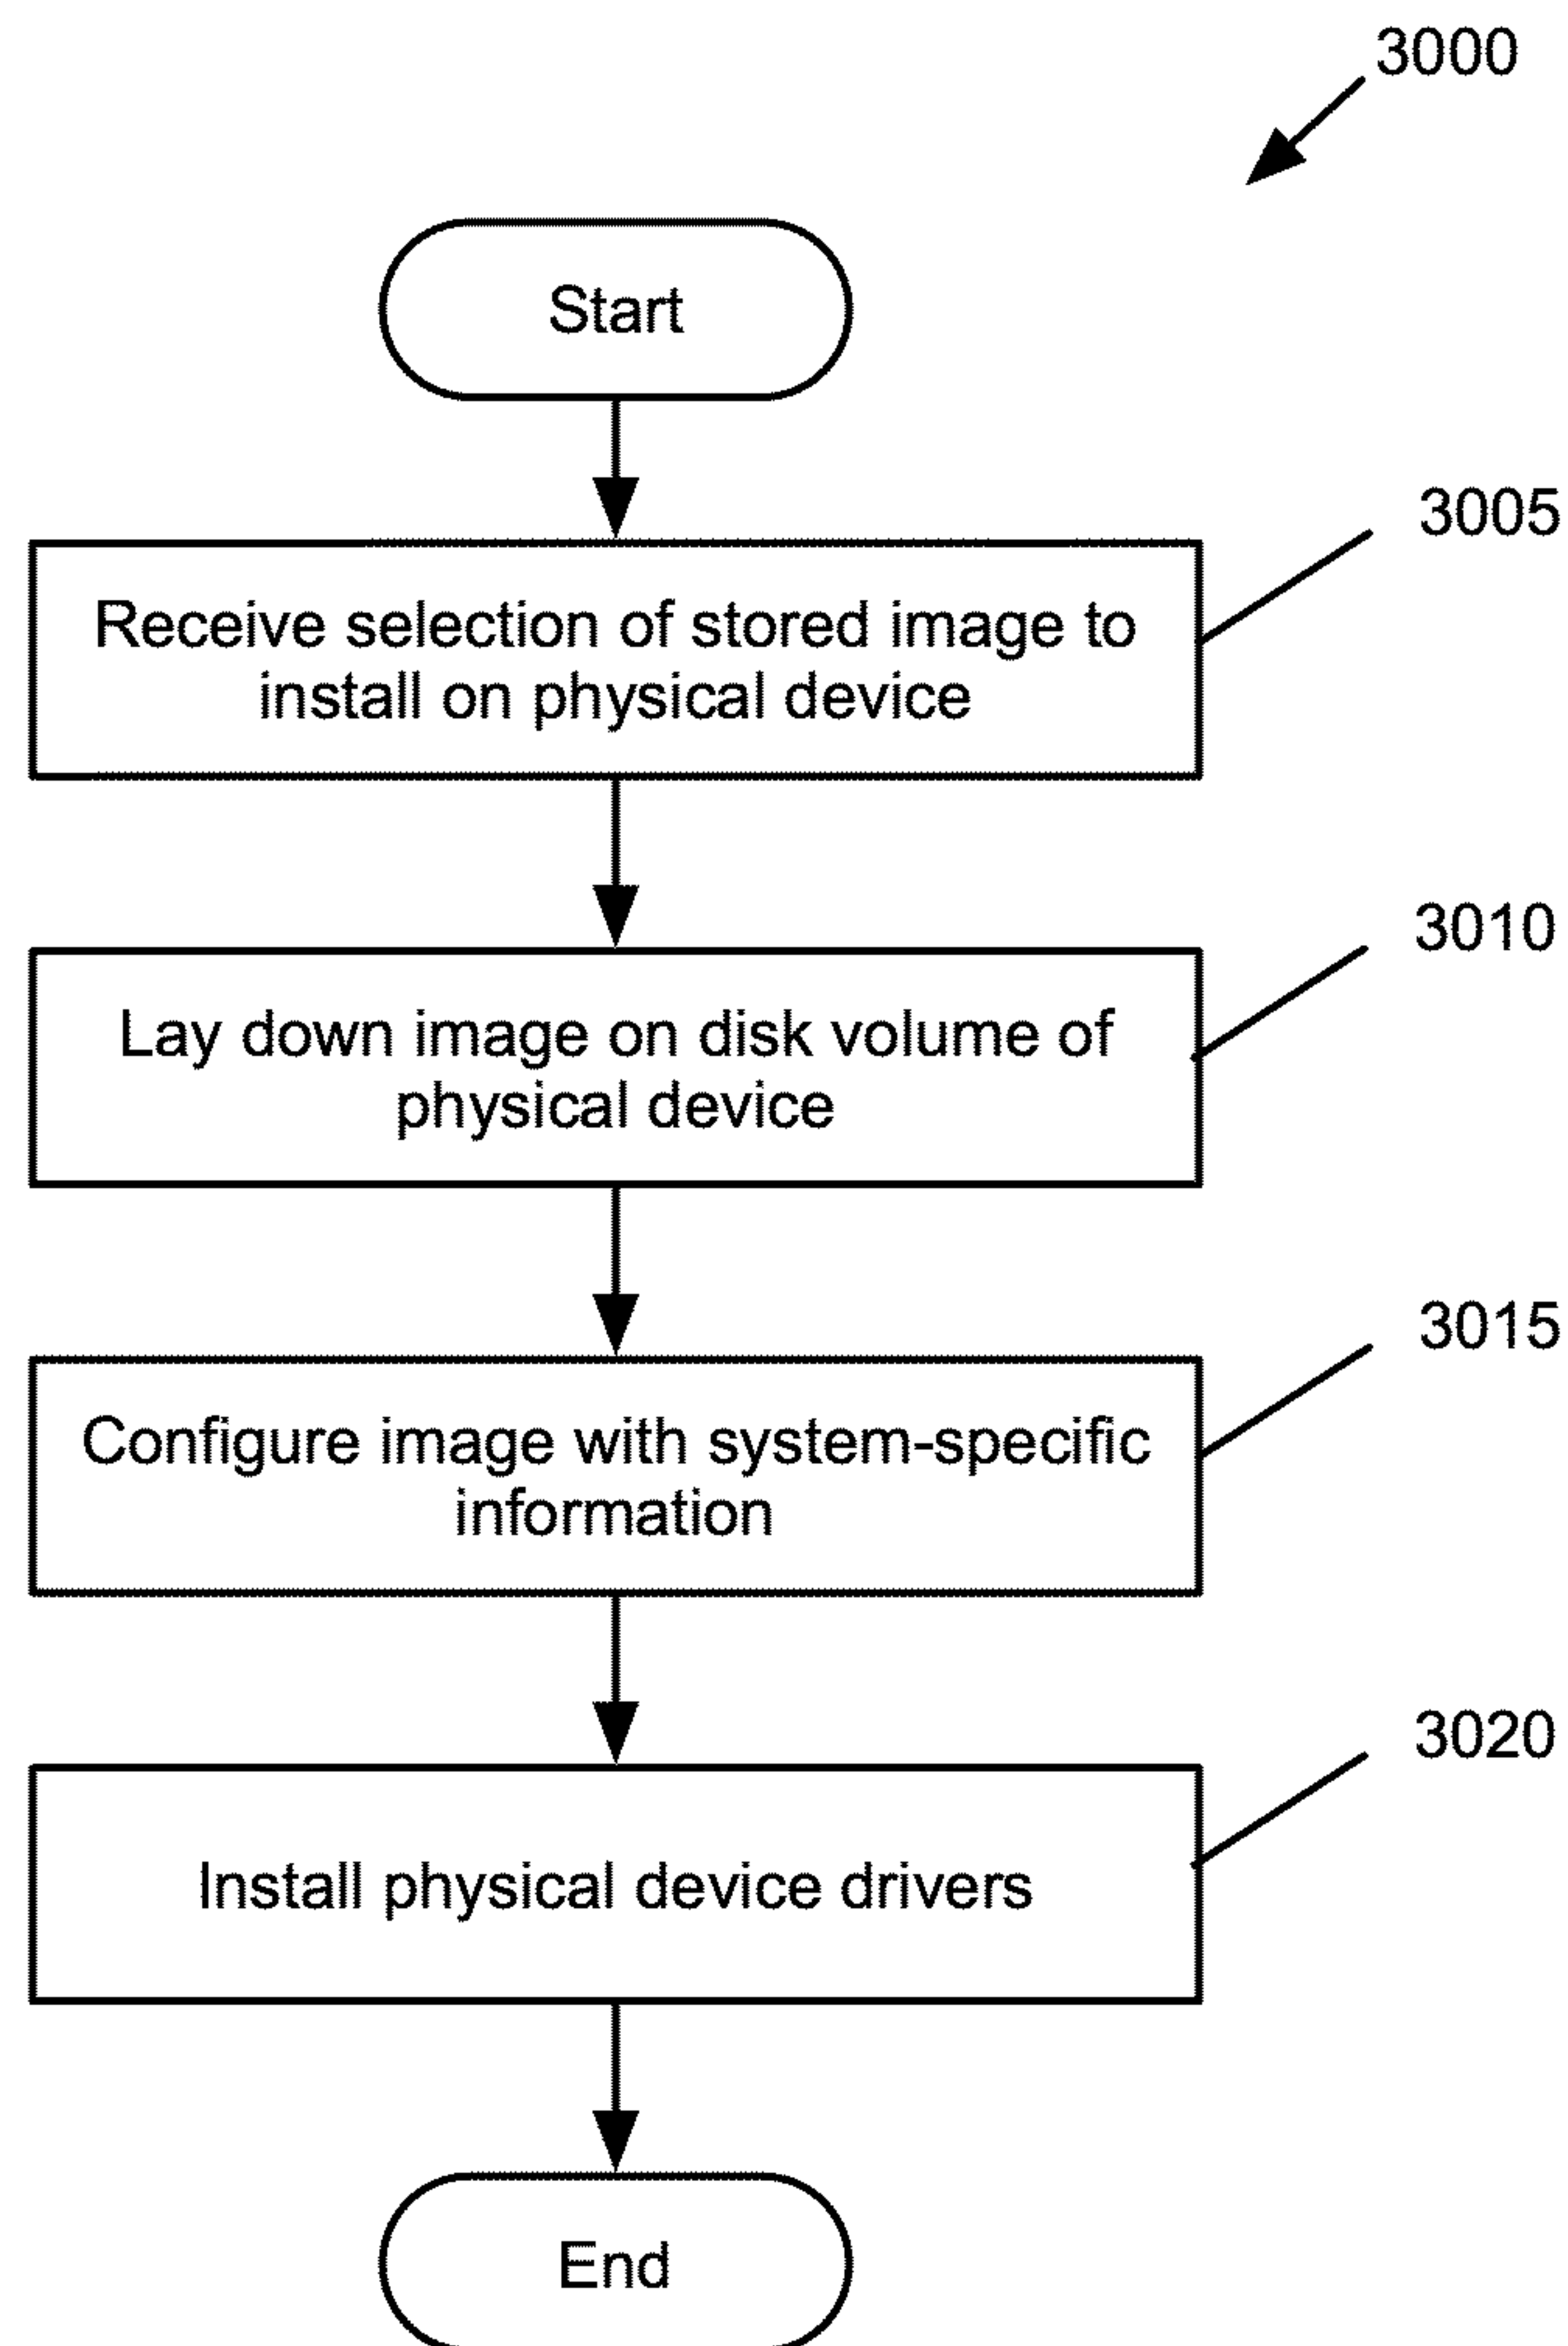 3000
Start
3005
Receive selection of stored image to
install on physical device
3010
Lay down image on disk volume of
physical device
3015
Configure image with system-specific
information
3020
Install physical device drivers
End